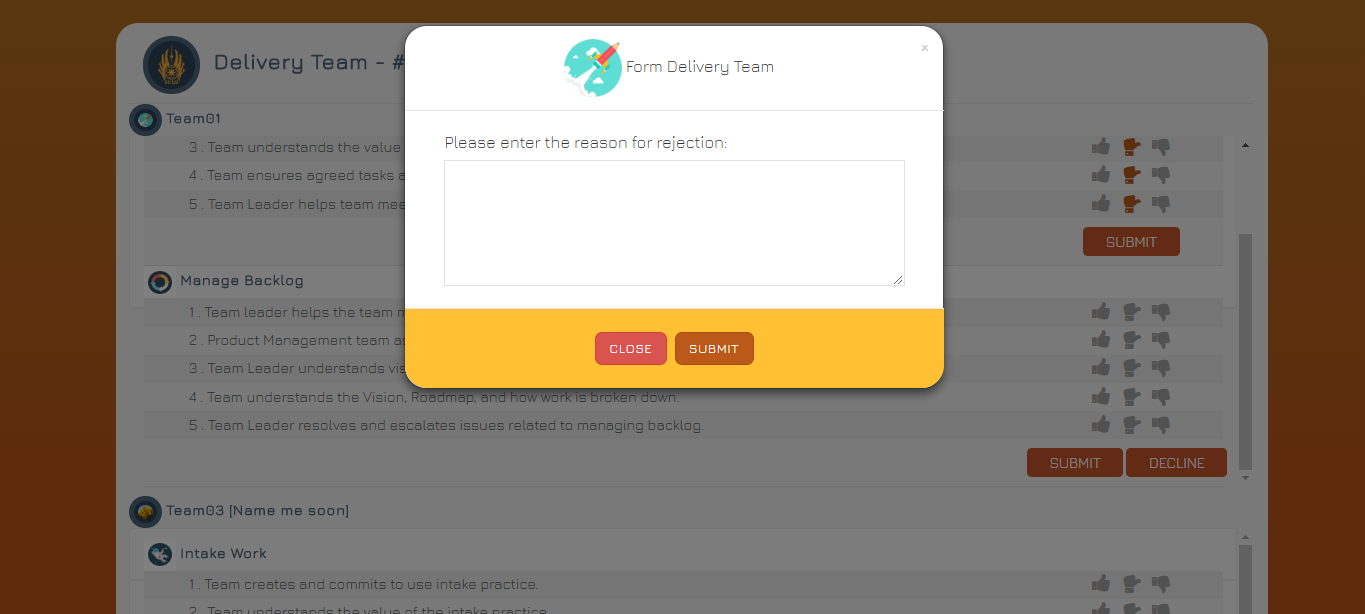 Delivery Team - #
×
Form Delivery Team
Team01
Please enter the reason for rejection:
3 . Team understands the value
4 . Team ensures agreed tasks a
5 . Team Leader helps team mee
SUBMIT
Manage Backlog
1 . Team leader helps the team m
2 . Product Management team as
3 . Team Leader understands vis
CLOSE SUBMIT
4 . Team understands the Vision, Roadmap, and how work is broken down.
5 . Team Leader resolves and escalates issues related to managing backlog.
SUBMIT DECLINE
Team03 [Name me soon]
Intake Work
1 . Team creates and commits to use intake practice.
2 . Team understands the value of the intake practice